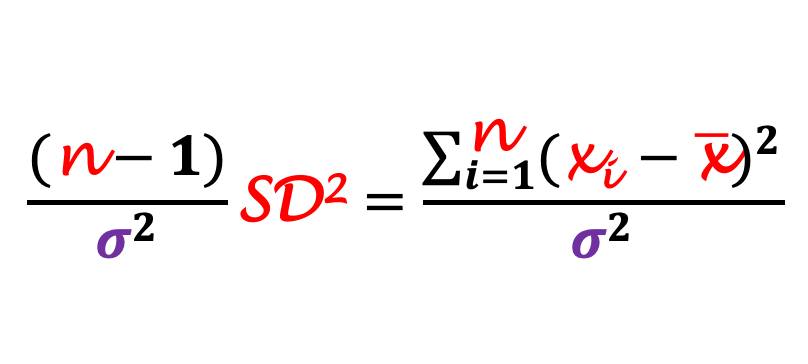 (n − 1)/σ² SD² = ∑ⁿᵢ₌₁(xᵢ − x̅)²/σ²